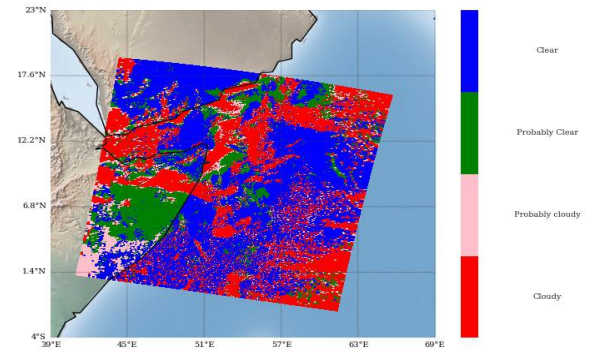 23°N
17.6°N
12.2°N
6.8°N
1.4°N
4°S
39°E 45°E 51°E 57°E 63°E 69°E
Clear
Probably Clear
Probably cloudy
Cloudy